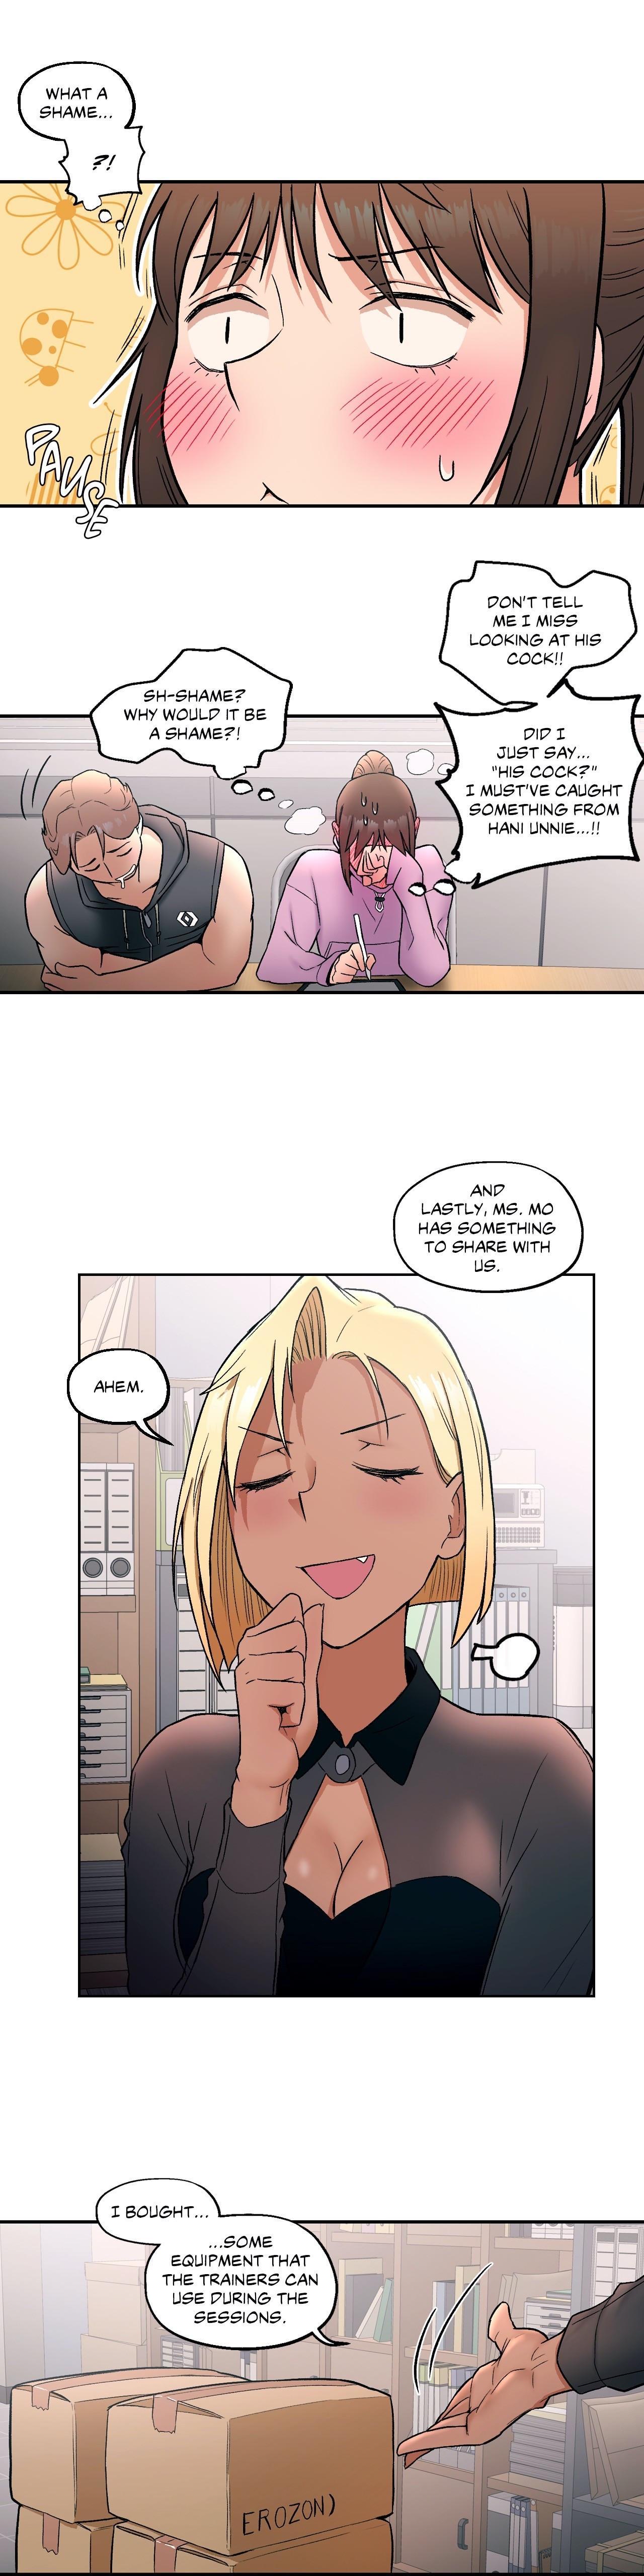 WHAT A
SHAME...
?!
PAUSE
DON'T TELL
ME I MISS
LOOKING AT HIS
COCK!!
SH-SHAME?
WHY WOULD IT BE
A SHAME?!
DID I
JUST SAY...
"HIS COCK?"
I MUST'VE CAUGHT
SOMETHING FROM
HANI UNNIE...!!
AND
LASTLY, MS. MO
HAS SOMETHING
TO SHARE WITH
US.
AHEM.
I BOUGHT...
...SOME
EQUIPMENT THAT
THE TRAINERS CAN
USE DURING THE
SESSIONS.
EROZON)